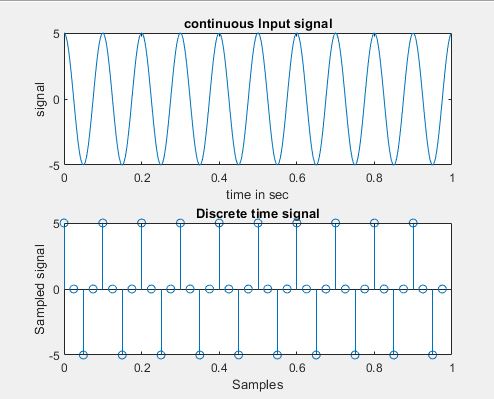 continuous Input signal
5
0
-5
signal
0 0.2 0.4 0.6 0.8 1
time in sec
Discrete time signal
5
0
-5
Sampled signal
0 0.2 0.4 0.6 0.8 1
Samples